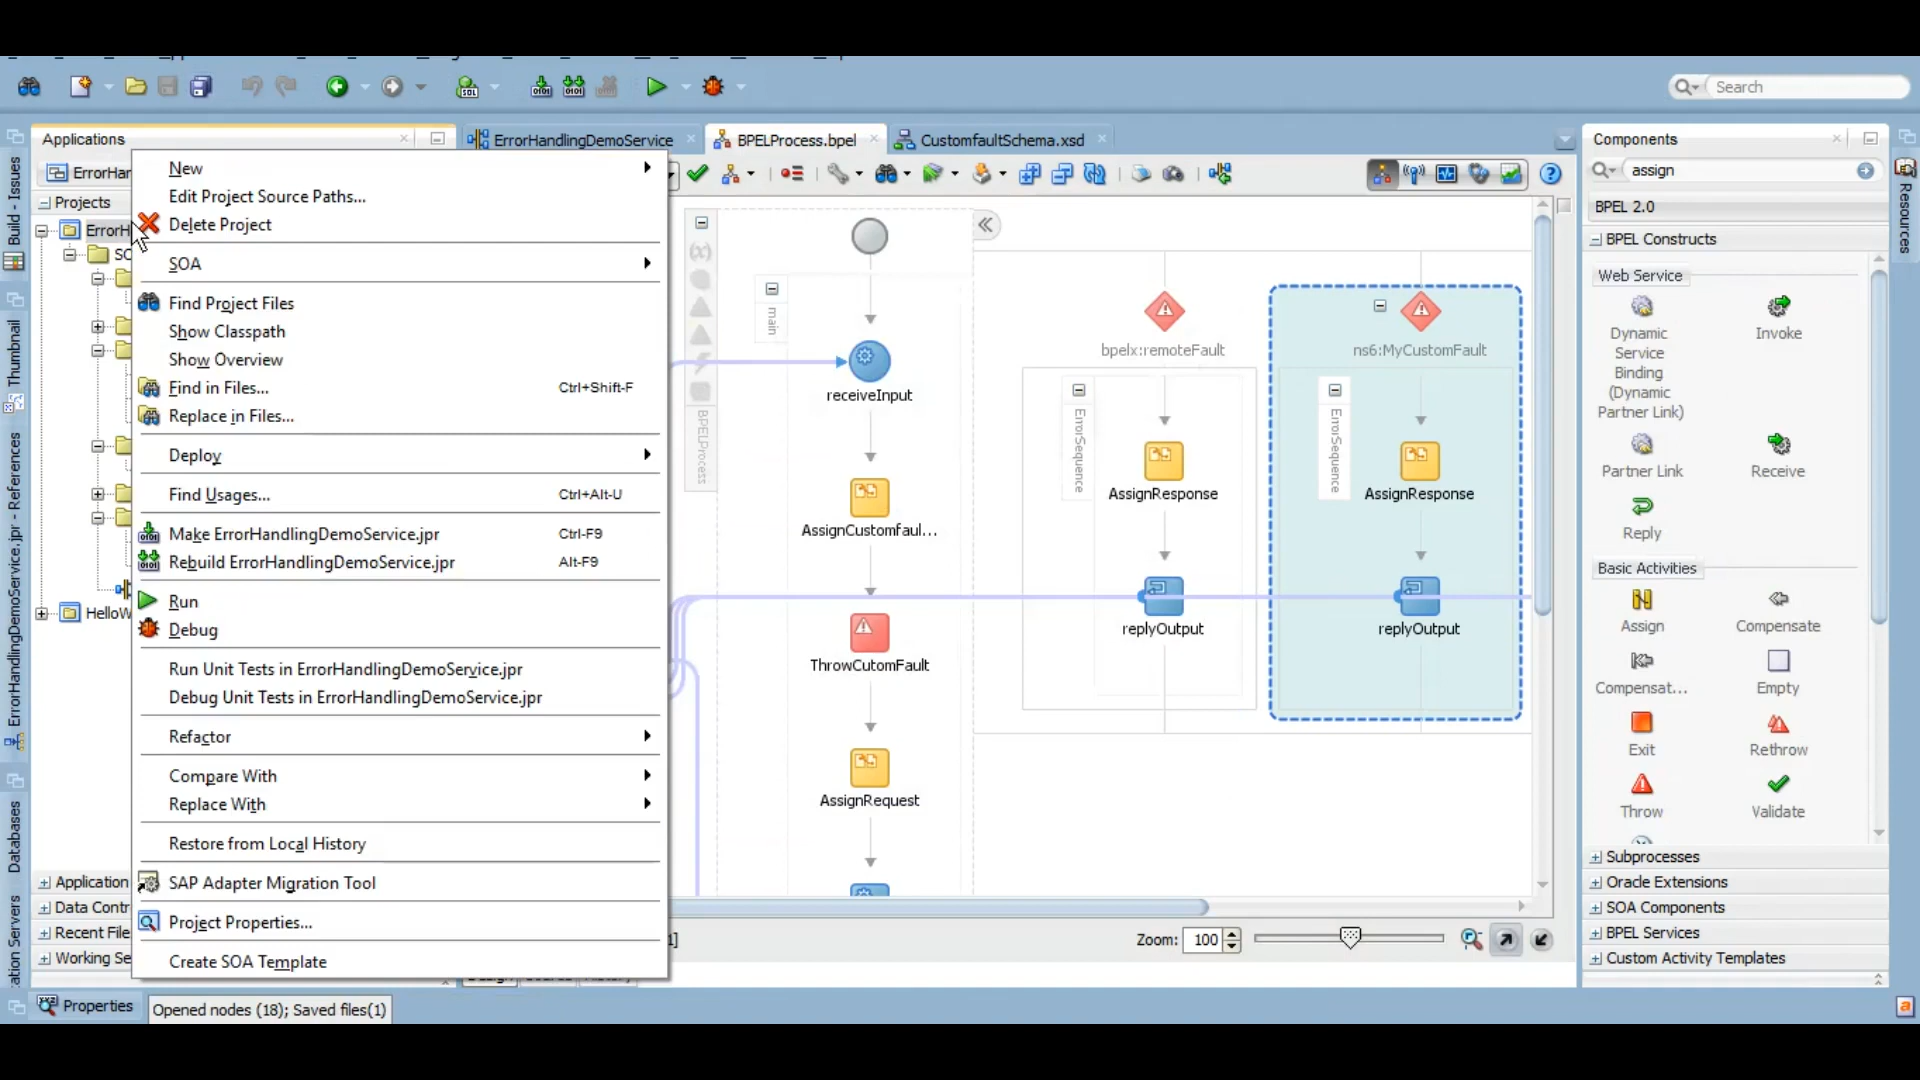 Search
Applications
ErrorHandlingDemoService
BPELProcess.bpel
CustomfaultSchema.xsd
Components
ErrorHan
assign
Projects
BPEL 2.0
ErrorH
BPEL Constructs
SO
Web Service
Dynamic
Service
Binding
(Dynamic
Partner Link)
Invoke
Partner Link
Receive
Reply
Basic Activities
Assign
Compensate
Compensat...
Empty
Exit
Rethrow
Throw
Validate
Subprocesses
Oracle Extensions
SOA Components
BPEL Services
Custom Activity Templates
New
Edit Project Source Paths...
Delete Project
SOA
Find Project Files
Show Classpath
Show Overview
Find in Files... Ctrl+Shift-F
Replace in Files...
Deploy
Find Usages... Ctrl+Alt-U
Make ErrorHandlingDemoService.jpr Ctrl-F9
Rebuild ErrorHandlingDemoService.jpr Alt-F9
Run
Debug
Run Unit Tests in ErrorHandlingDemoService.jpr
Debug Unit Tests in ErrorHandlingDemoService.jpr
Refactor
Compare With
Replace With
Restore from Local History
SAP Adapter Migration Tool
Project Properties...
Create SOA Template
HelloW
Application
Data Contr
Recent File
Working Se
main
BPELProcess
receiveInput
AssignCustomfaul...
ThrowCutomFault
AssignRequest
bpelx:remoteFault
ErrorSequence
AssignResponse
replyOutput
ns6:MyCustomFault
ErrorSequence
AssignResponse
replyOutput
Zoom: 100
Build - Issues
Thumbnail
ErrorHandlingDemoService.jpr - References
Databases
cation Servers
Resources
Properties
Opened nodes (18); Saved files(1)